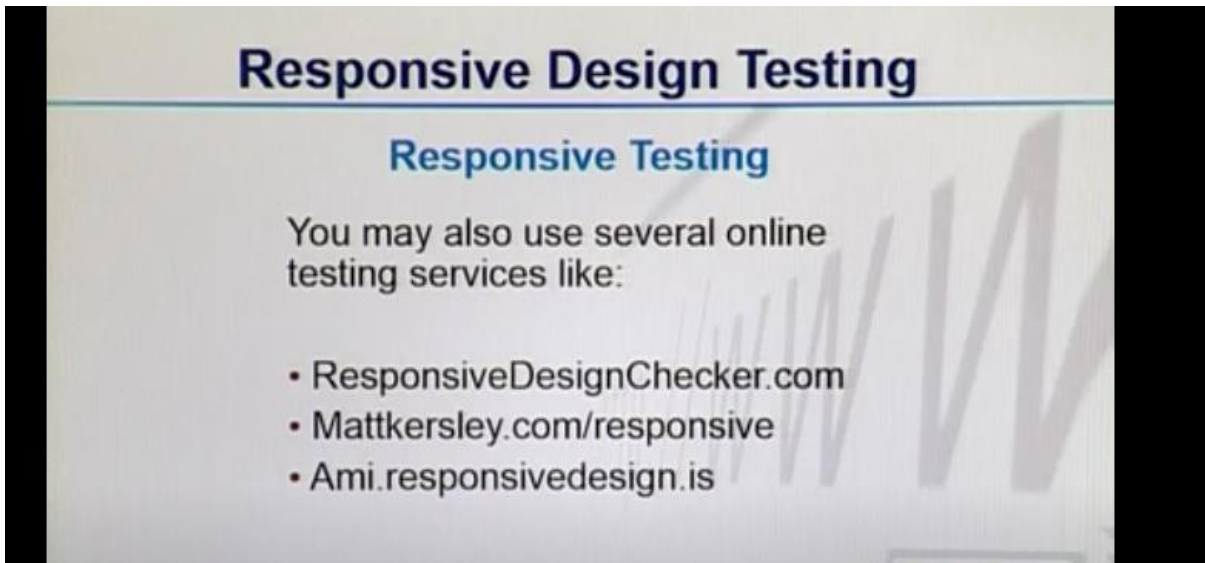 Responsive Design Testing
Responsive Testing
You may also use several online
testing services like:
• ResponsiveDesignChecker.com
• Mattkersley.com/responsive
• Ami.responsivedesign.is